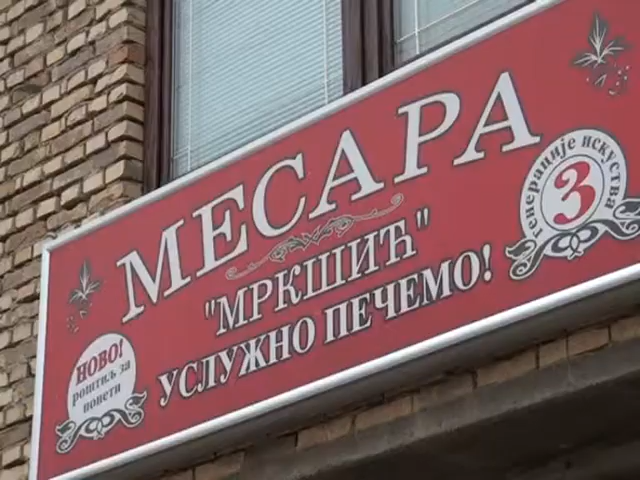 МЕСАРА
"МРКШИЋ"
УСЛУЖНО ПЕЧЕМО!
НОВО!
роштиљ за
понети
3
генерације искуства